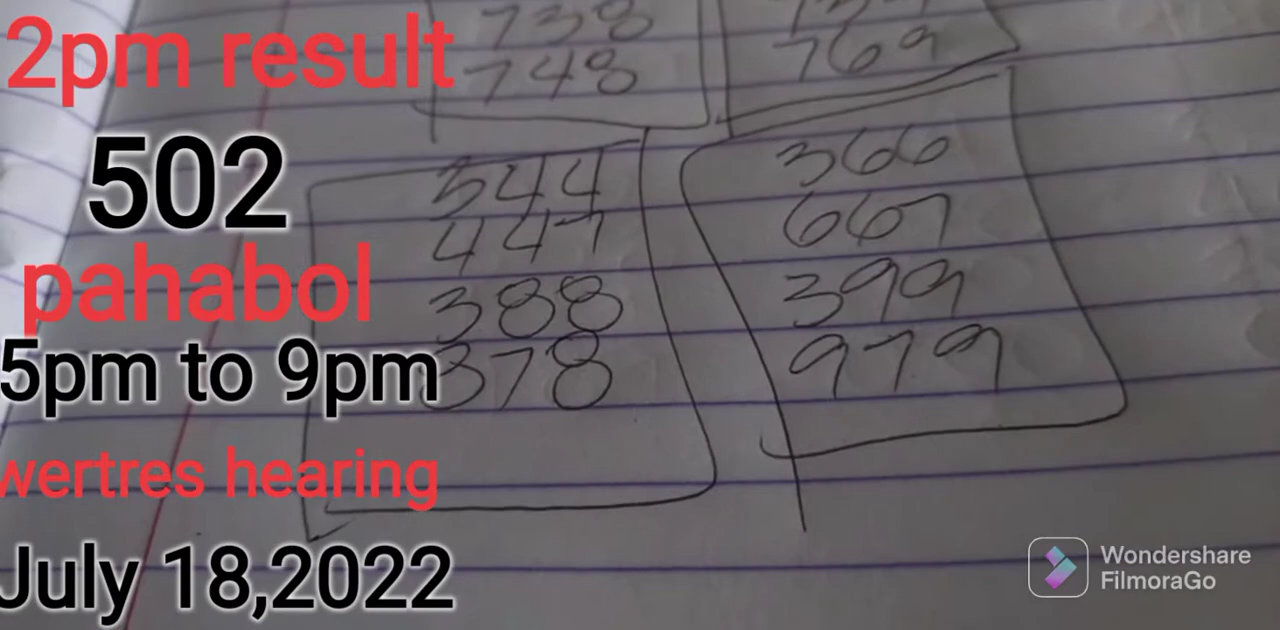 2pm result
502
pahabol
5pm to 9pm
wertres hearing
July 18,2022
738
748
769
544
447
388
378
366
667
399
979
Wondershare
FilmoraGo